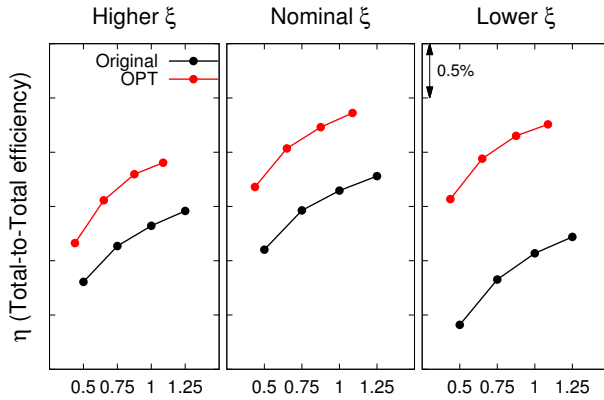 Higher ξ Nominal ξ Lower ξ
Original
OPT
0.5%
η (Total-to-Total efficiency)
0.5 0.75 1 1.25 0.5 0.75 1 1.25 0.5 0.75 1 1.25